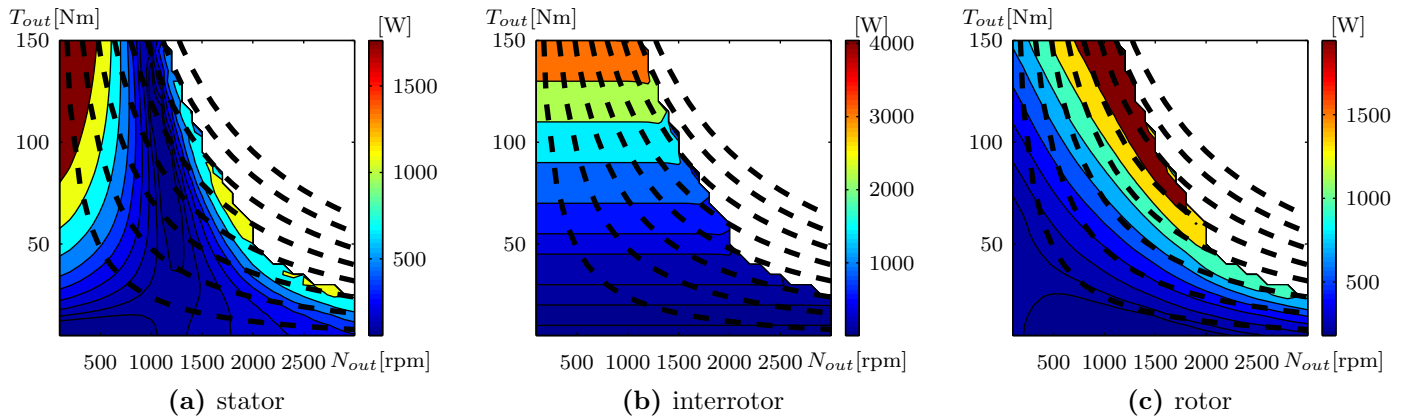 T_out[Nm] [W] T_out[Nm] [W] T_out[Nm] [W]
150 150 4000 150
1500 3000 1500
100 1000 100 2000 100 1000
50 500 50 1000 50 500
500 1000 1500 2000 2500 N_out[rpm] 500 1000 1500 2000 2500 N_out[rpm] 500 1000 1500 2000 2500 N_out[rpm]
(a) stator (b) interrotor (c) rotor